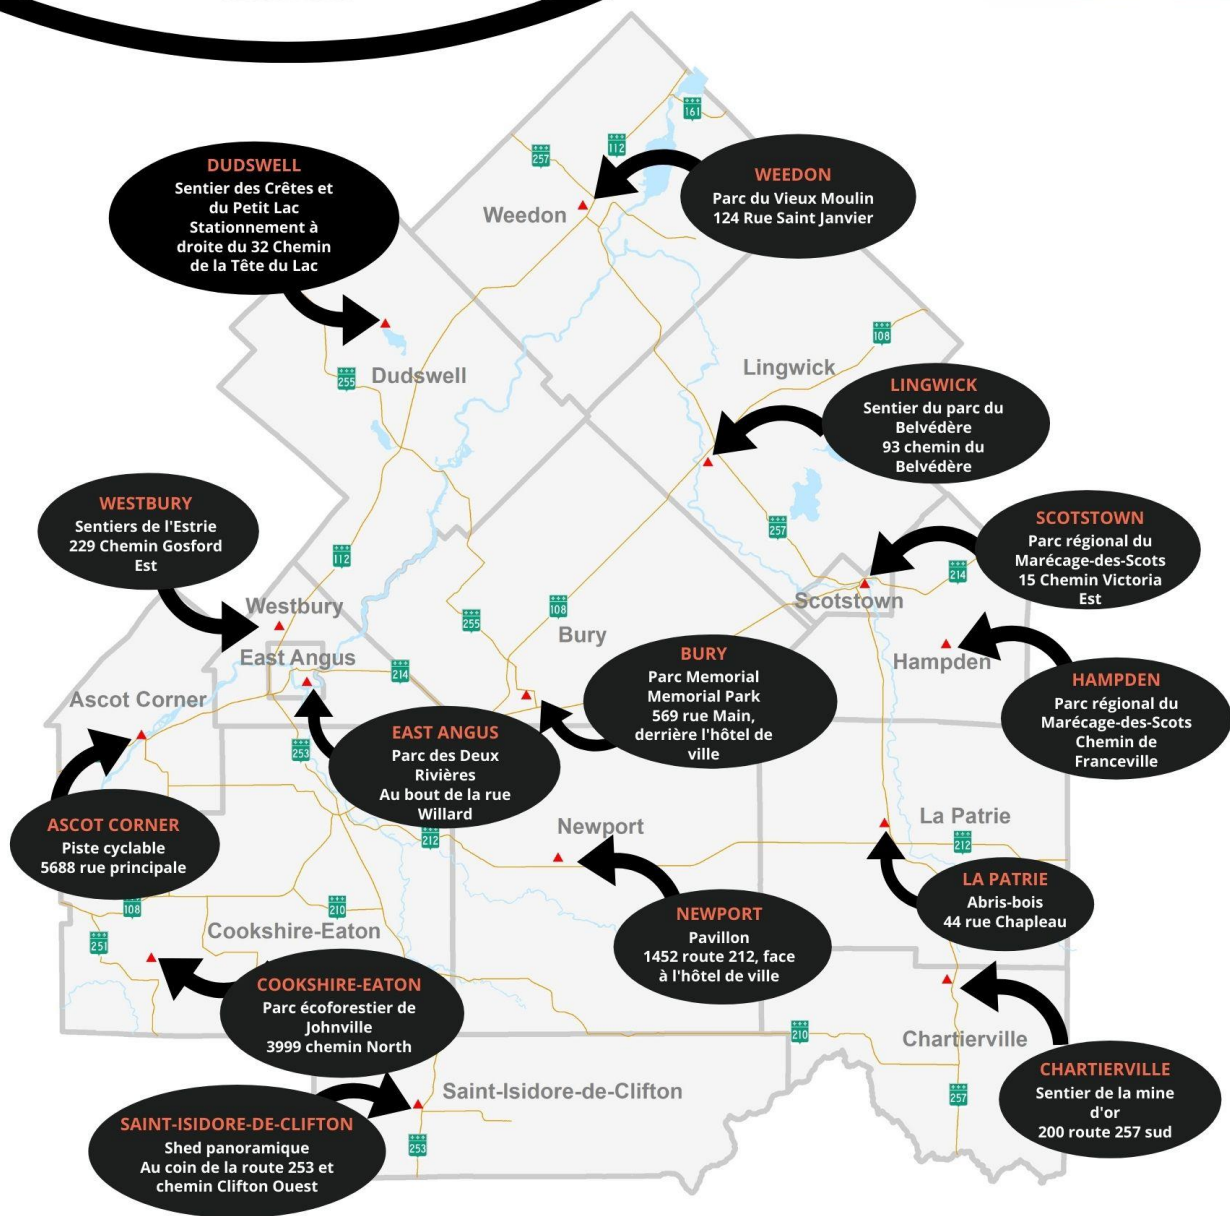 161
112
257
DUDSWELL
Sentier des Crêtes et
du Petit Lac
Stationnement à
droite du 32 Chemin
de la Tête du Lac
WEEDON
Parc du Vieux Moulin
124 Rue Saint Janvier
Weedon
108
255
Dudswell
Lingwick
LINGWICK
Sentier du parc du
Belvédère
93 chemin du
Belvédère
WESTBURY
Sentiers de l'Estrie
229 Chemin Gosford
Est
112
257
SCOTSTOWN
Parc régional du
Marécage-des-Scots
15 Chemin Victoria
Est
214
Scotstown
Westbury
108
255
Bury
East Angus
214
Hampden
BURY
Parc Memorial
Memorial Park
569 rue Main,
derrière l'hôtel de
ville
HAMPDEN
Parc régional du
Marécage-des-Scots
Chemin de
Franceville
Ascot Corner
253
EAST ANGUS
Parc des Deux
Rivières
Au bout de la rue
Willard
ASCOT CORNER
Piste cyclable
5688 rue principale
Newport
212
La Patrie
212
LA PATRIE
Abris-bois
44 rue Chapleau
108
210
251
Cookshire-Eaton
NEWPORT
Pavillon
1452 route 212, face
à l'hôtel de ville
COOKSHIRE-EATON
Parc écoforestier de
Johnville
3999 chemin North
210
Chartierville
CHARTIERVILLE
Sentier de la mine
d'or
200 route 257 sud
257
Saint-Isidore-de-Clifton
SAINT-ISIDORE-DE-CLIFTON
Shed panoramique
Au coin de la route 253 et
chemin Clifton Ouest
253